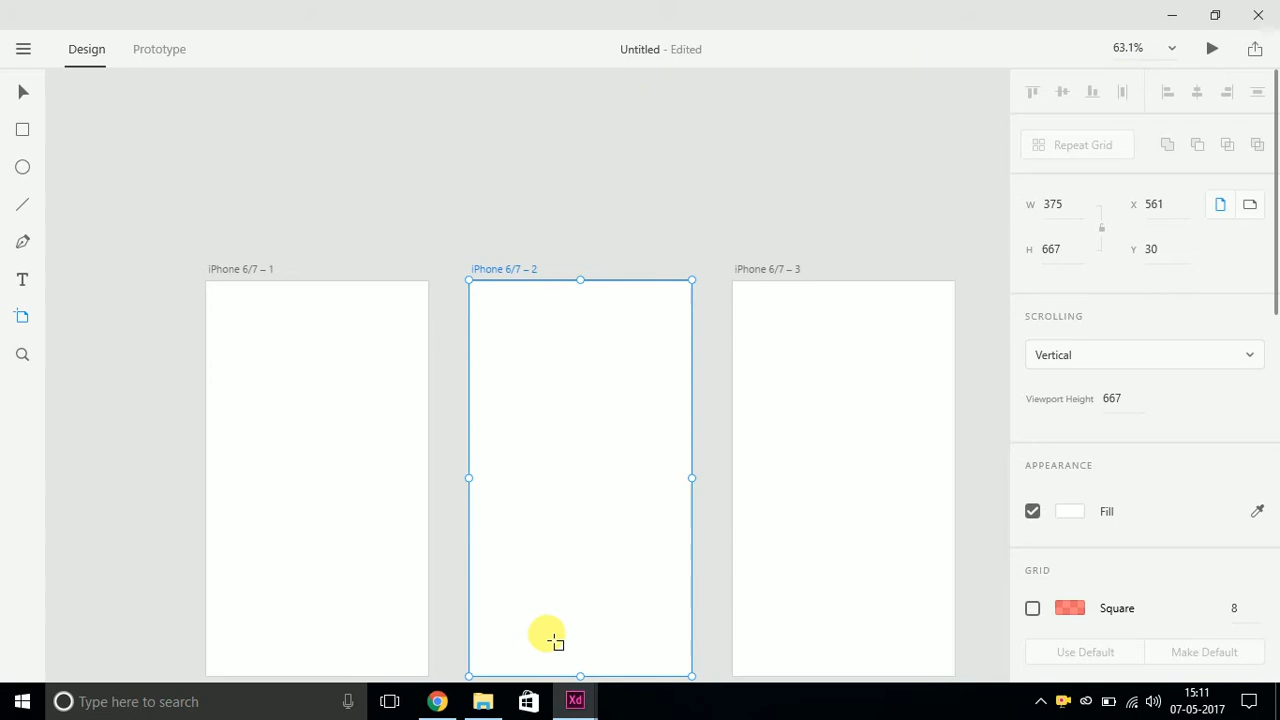 Design
Prototype
Untitled - Edited
63.1%
Repeat Grid
W 375
X 561
H 667
Y 30
iPhone 6/7 – 1
iPhone 6/7 – 2
iPhone 6/7 – 3
T
SCROLLING
Vertical
Viewport Height 667
APPEARANCE
Fill
GRID
Square 8
Use Default
Make Default
Type here to search
Xd
15:11
07-05-2017